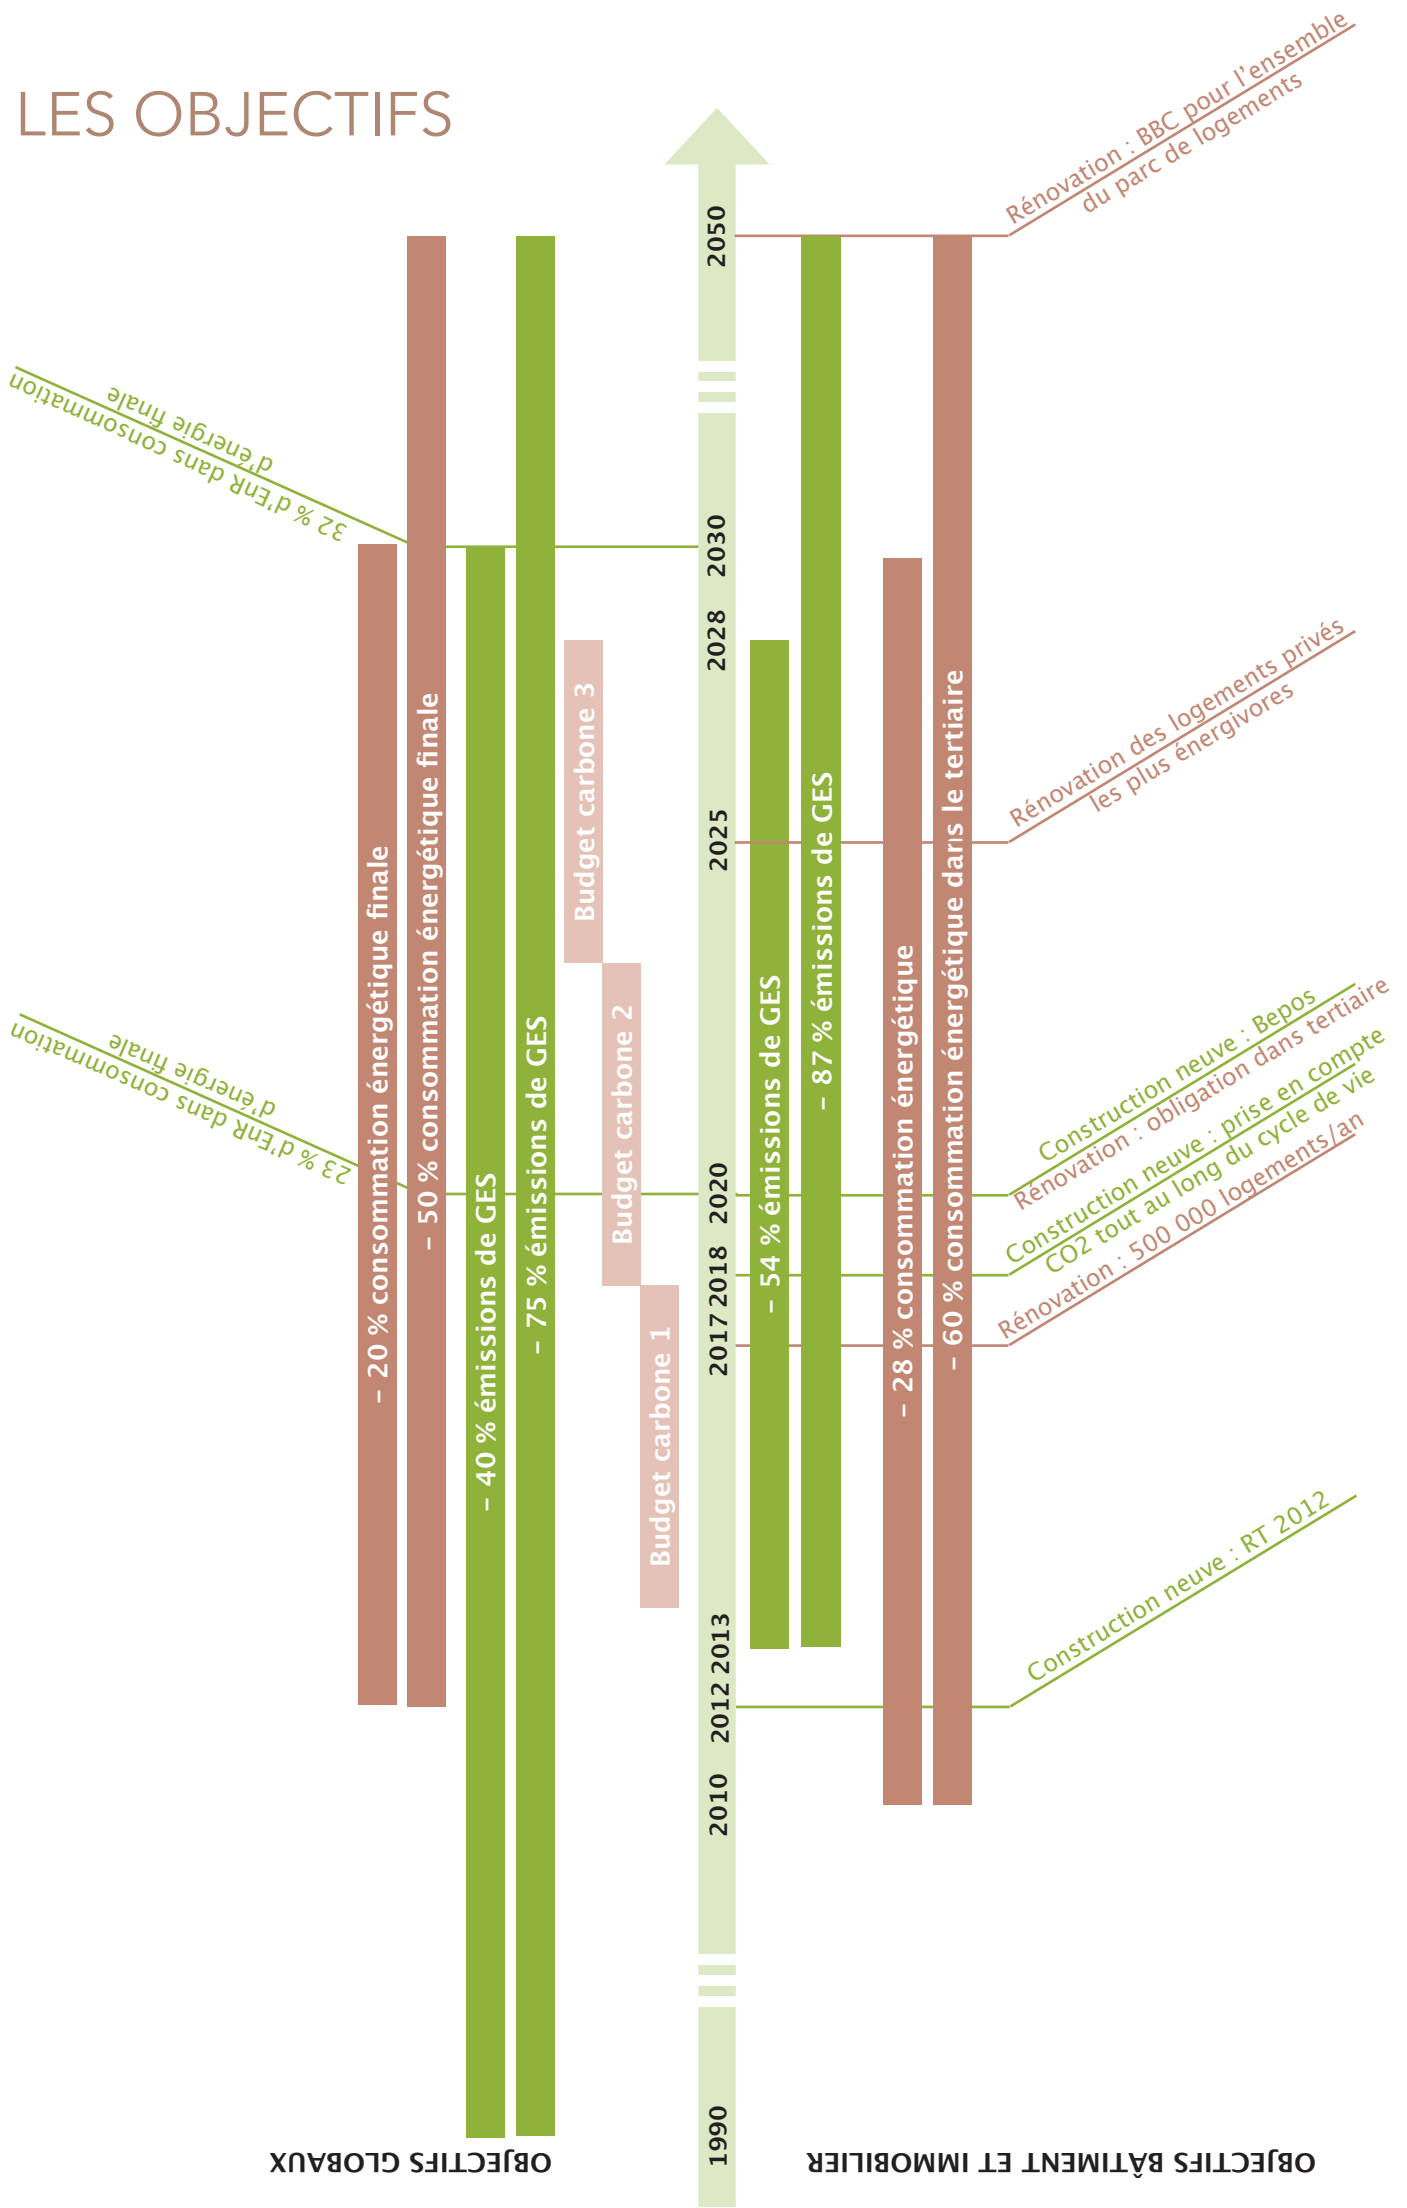 LES OBJECTIFS
OBJECTIFS GLOBAUX
32 % d'EnR dans consommation
d'énergie finale
23 % d'EnR dans consommation
d'énergie finale
– 20 % consommation énergétique finale
– 50 % consommation énergétique finale
– 40 % émissions de GES
– 75 % émissions de GES
Budget carbone 3
Budget carbone 2
Budget carbone 1
2050
2030
2028
2025
2020
2018
2017
2013
2012
2010
1990
OBJECTIFS BÂTIMENT ET IMMOBILIER
– 54 % émissions de GES
– 87 % émissions de GES
– 28 % consommation énergétique
– 60 % consommation énergétique dans le tertiaire
Rénovation : BBC pour l'ensemble
du parc de logements
Rénovation des logements privés
les plus énergivores
Construction neuve : Bepos
Rénovation : obligation dans tertiaire
Construction neuve : prise en compte
CO2 tout au long du cycle de vie
Rénovation : 500 000 logements/an
Construction neuve : RT 2012